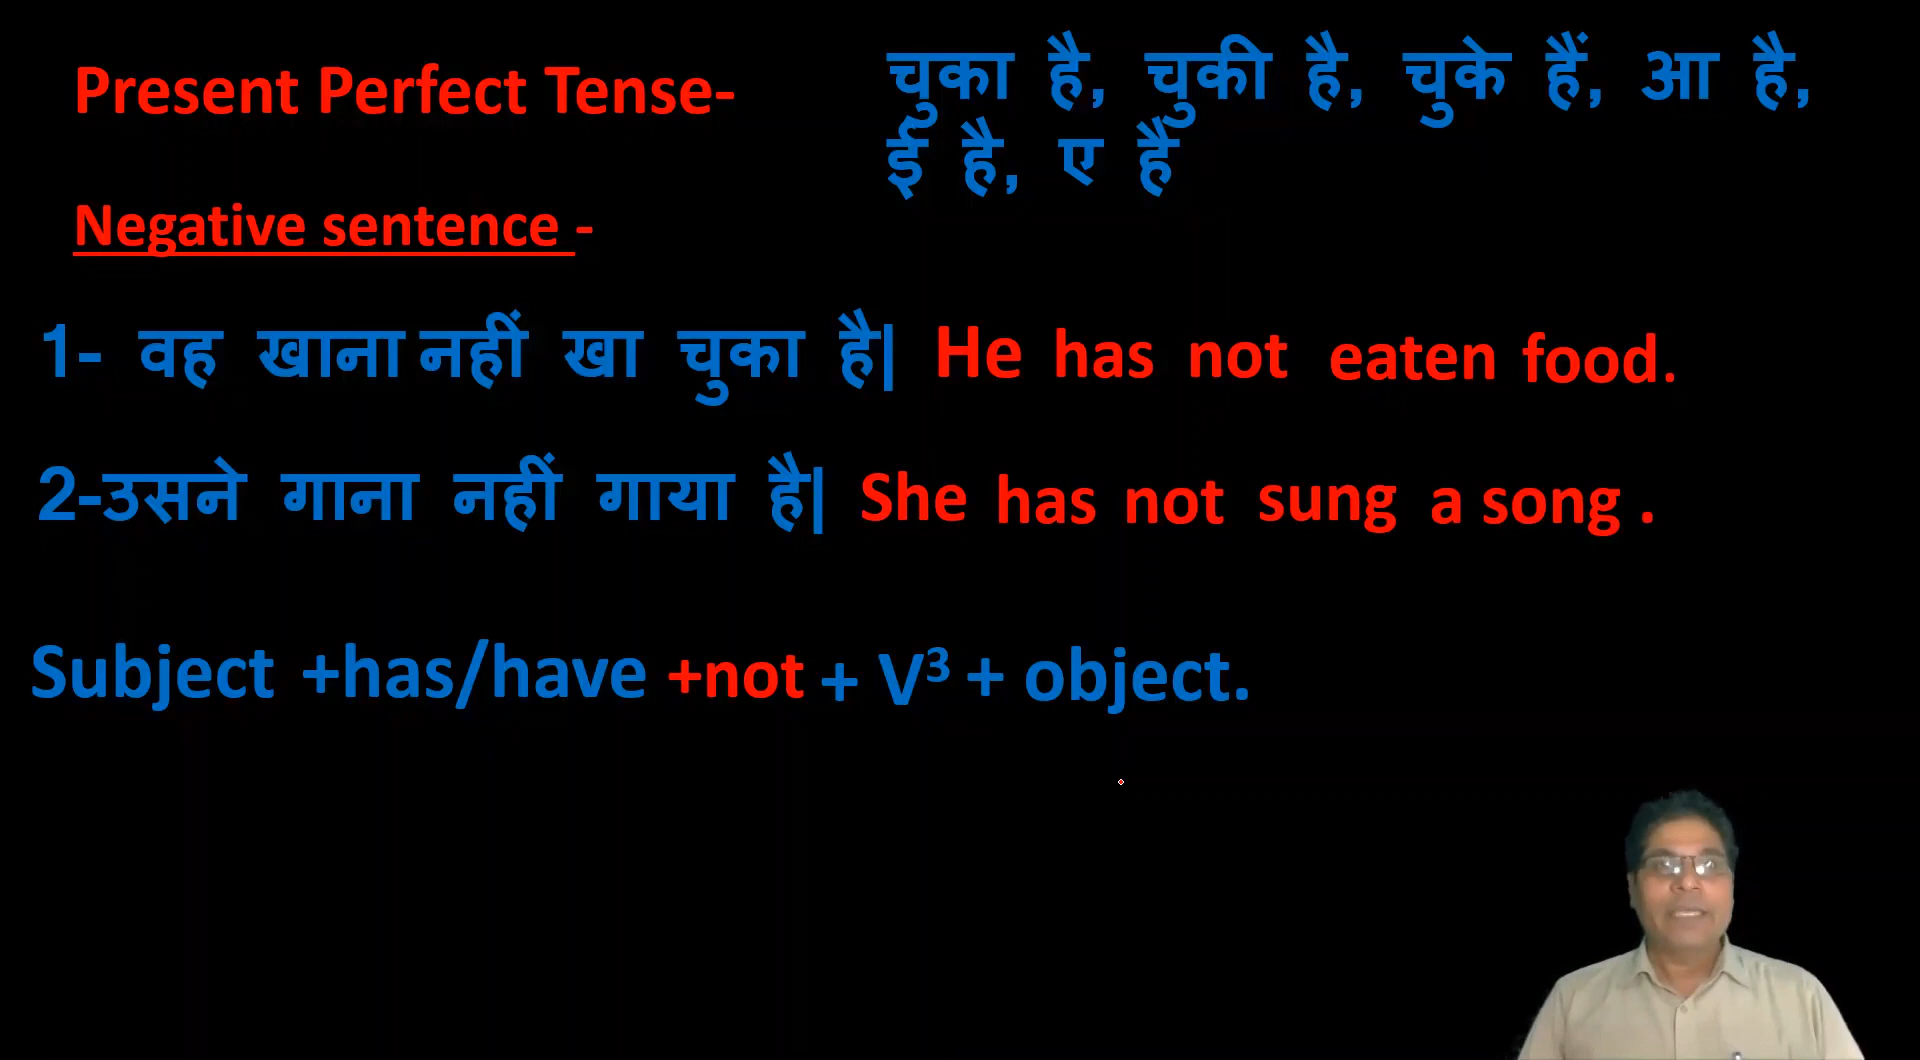 Present Perfect Tense- चुका है, चुकी है, चुके हैं, आ है,
ई है, ए हैं
Negative sentence -
1- वह खाना नहीं खा चुका है| He has not eaten food.
2-उसने गाना नहीं गाया है| She has not sung a song .
Subject +has/have +not + V³ + object.